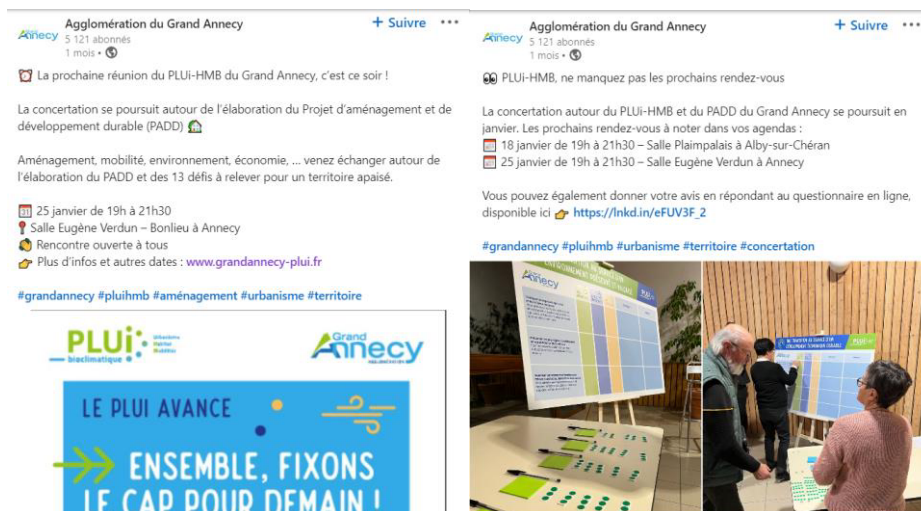 Agglomération du Grand Annecy
+ Suivre
5 121 abonnés
1 mois
La prochaine réunion du PLUi-HMB du Grand Annecy, c'est ce soir !
La concertation se poursuit autour de l'élaboration du Projet d'aménagement et de
développement durable (PADD)
Aménagement, mobilité, environnement, économie, ... venez échanger autour de
l'élaboration du PADD et des 13 défis à relever pour un territoire apaisé.
25 janvier de 19h à 21h30
Salle Eugène Verdun – Bonlieu à Annecy
Rencontre ouverte à tous
Plus d'infos et autres dates : www.grandannecy-plui.fr
#grandannecy #pluihmb #aménagement #urbanisme #territoire
PLUi
bioclimatique
Grand
Annecy
LE PLUI AVANCE
ENSEMBLE, FIXONS
LE CAP POUR DEMAIN !
Agglomération du Grand Annecy
+ Suivre
5 121 abonnés
1 mois
PLUi-HMB, ne manquez pas les prochains rendez-vous
La concertation autour du PLUi-HMB et du PADD du Grand Annecy se poursuit en
janvier. Les prochains rendez-vous à noter dans vos agendas :
18 janvier de 19h à 21h30 – Salle Plaimpalais à Alby-sur-Chéran
25 janvier de 19h à 21h30 – Salle Eugène Verdun à Annecy
Vous pouvez également donner votre avis en répondant au questionnaire en ligne,
disponible ici https://lnkd.in/eFUV3F_2
#grandannecy #pluihmb #urbanisme #territoire #concertation
Annecy